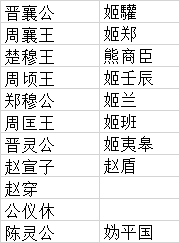 晋襄公 姬驩
周襄王 姬郑
楚穆王 熊商臣
周顷王 姬壬辰
郑穆公 姬兰
周匡王 姬班
晋灵公 姬夷皋
赵宣子 赵盾
赵穿
公仪休
陈灵公 妫平国